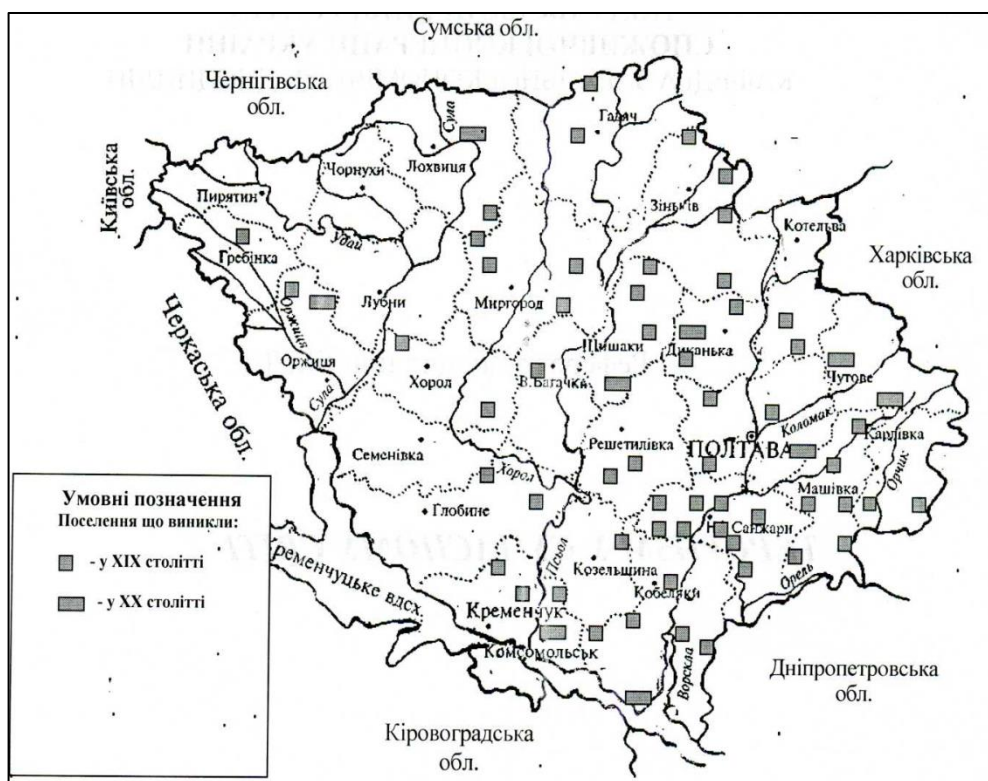 Сумська обл.
Чернігівська
обл.
Київська
обл.
Сула
Гадяч
Лохвиця
Чорнухи
Пирятин
Зіньків
Котельва
Удай
Гребінка
Харківська
обл.
Лубни
Миргород
Оржиця
Черкаська обл.
Шишаки
Диканька
Оржиця
Чутове
Сула
Хорол
В.Багачка
Коломак
Карлівка
Решетилівка
ПОЛТАВА
Семенівка
Орчик
Хорол
Машівка
Глобине
Н. Санжари
Псьол
Козельщина
Кобеляки
Орель
Кременчуцьке вдсх.
Кременчук
Комсомольськ
Ворскла
Дніпропетровська
обл.
Кіровоградська
обл.
Умовні позначення
Поселення що виникли:
- у XIX столітті
- у XX столітті